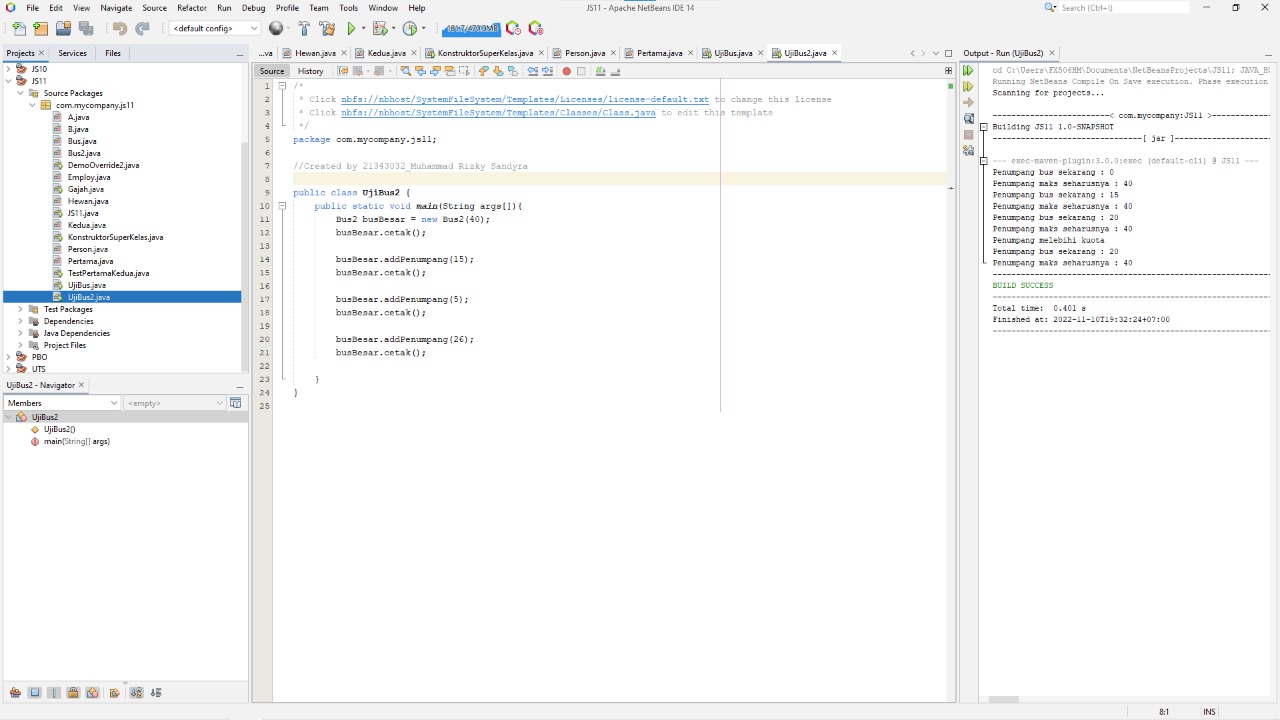 File Edit View Navigate Source Refactor Run Debug Profile Team Tools Window Help
JS11 - Apache NetBeans IDE 14
Search (Ctrl+I)
<default config>
Projects Services Files
JS10
JS11
Source Packages
com.mycompany.js11
A.java
B.java
Bus.java
Bus2.java
DemoOverride2.java
Employ.java
Gajah.java
Hewan.java
JS11.java
Kedua.java
KonstruktorSuperKelas.java
Person.java
Pertama.java
TestPertamaKedua.java
UjiBus.java
UjiBus2.java
Test Packages
Dependencies
Java Dependencies
Project Files
PBO
UTS
UjiBus2 - Navigator
Members <empty>
UjiBus2
UjiBus2()
main(String[] args)
...va Hewan.java Kedua.java KonstruktorSuperKelas.java Person.java Pertama.java UjiBus.java UjiBus2.java
Source History
1 /*
2 * Click nbfs://nbhost/SystemFileSystem/Templates/Licenses/license-default.txt to change this license
3 * Click nbfs://nbhost/SystemFileSystem/Templates/Classes/Class.java to edit this template
4 */
5 package com.mycompany.js11;
6
7 //Created by 21343032_Muhammad Rizky Sandyra
8
9 public class UjiBus2 {
10 public static void main(String args[]){
11 Bus2 busBesar = new Bus2(40);
12 busBesar.cetak();
13
14 busBesar.addPenumpang(15);
15 busBesar.cetak();
16
17 busBesar.addPenumpang(5);
18 busBesar.cetak();
19
20 busBesar.addPenumpang(26);
21 busBesar.cetak();
22
23 }
24 }
25
Output - Run (UjiBus2)
cd C:\Users\FX506HM\Documents\NetBeansProjects\JS11; JAVA_HO
Running NetBeans Compile On Save execution. Phase execution
Scanning for projects...
----------------------< com.mycompany:JS11 >-----------
Building JS11 1.0-SNAPSHOT
----------------------------[ jar ]------------------
--- exec-maven-plugin:3.0.0:exec (default-cli) @ JS11 ---
Penumpang bus sekarang : 0
Penumpang maks seharusnya : 40
Penumpang bus sekarang : 15
Penumpang maks seharusnya : 40
Penumpang bus sekarang : 20
Penumpang maks seharusnya : 40
Penumpang melebihi kuota
Penumpang bus sekarang : 20
Penumpang maks seharusnya : 40
BUILD SUCCESS
Total time: 0.401 s
Finished at: 2022-11-10T19:32:24+07:00
8:1 INS